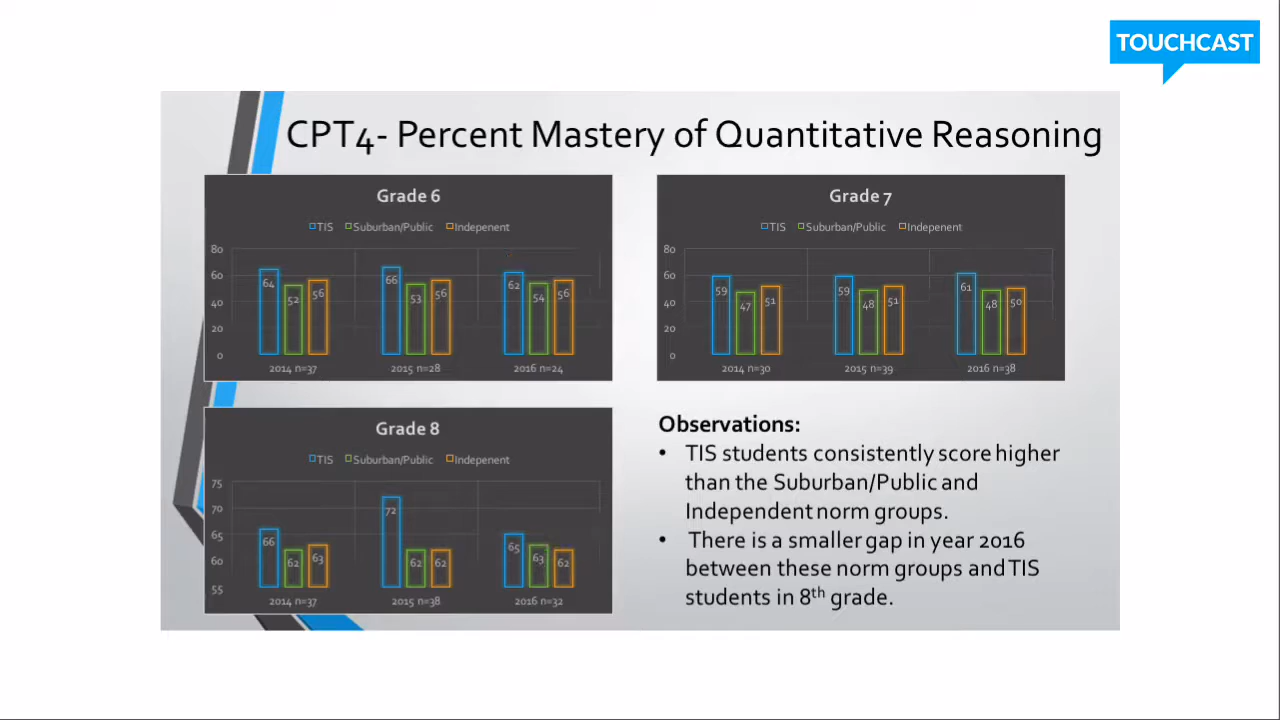 TOUCHCAST
CPT4- Percent Mastery of Quantitative Reasoning
Grade 6
TIS Suburban/Public Indepenent
80
60
40
20
0
64 52 56 66 53 56 62 54 56
2014 n=37 2015 n=28 2016 n=24
Grade 7
TIS Suburban/Public Indepenent
80
60
40
20
0
59 47 51 59 48 51 61 48 50
2014 n=30 2015 n=39 2016 n=38
Grade 8
TIS Suburban/Public Indepenent
75
70
65
60
55
66 62 63 72 62 62 65 63 62
2014 n=37 2015 n=38 2016 n=32
Observations:
• TIS students consistently score higher
than the Suburban/Public and
Independent norm groups.
• There is a smaller gap in year 2016
between these norm groups and TIS
students in 8th grade.